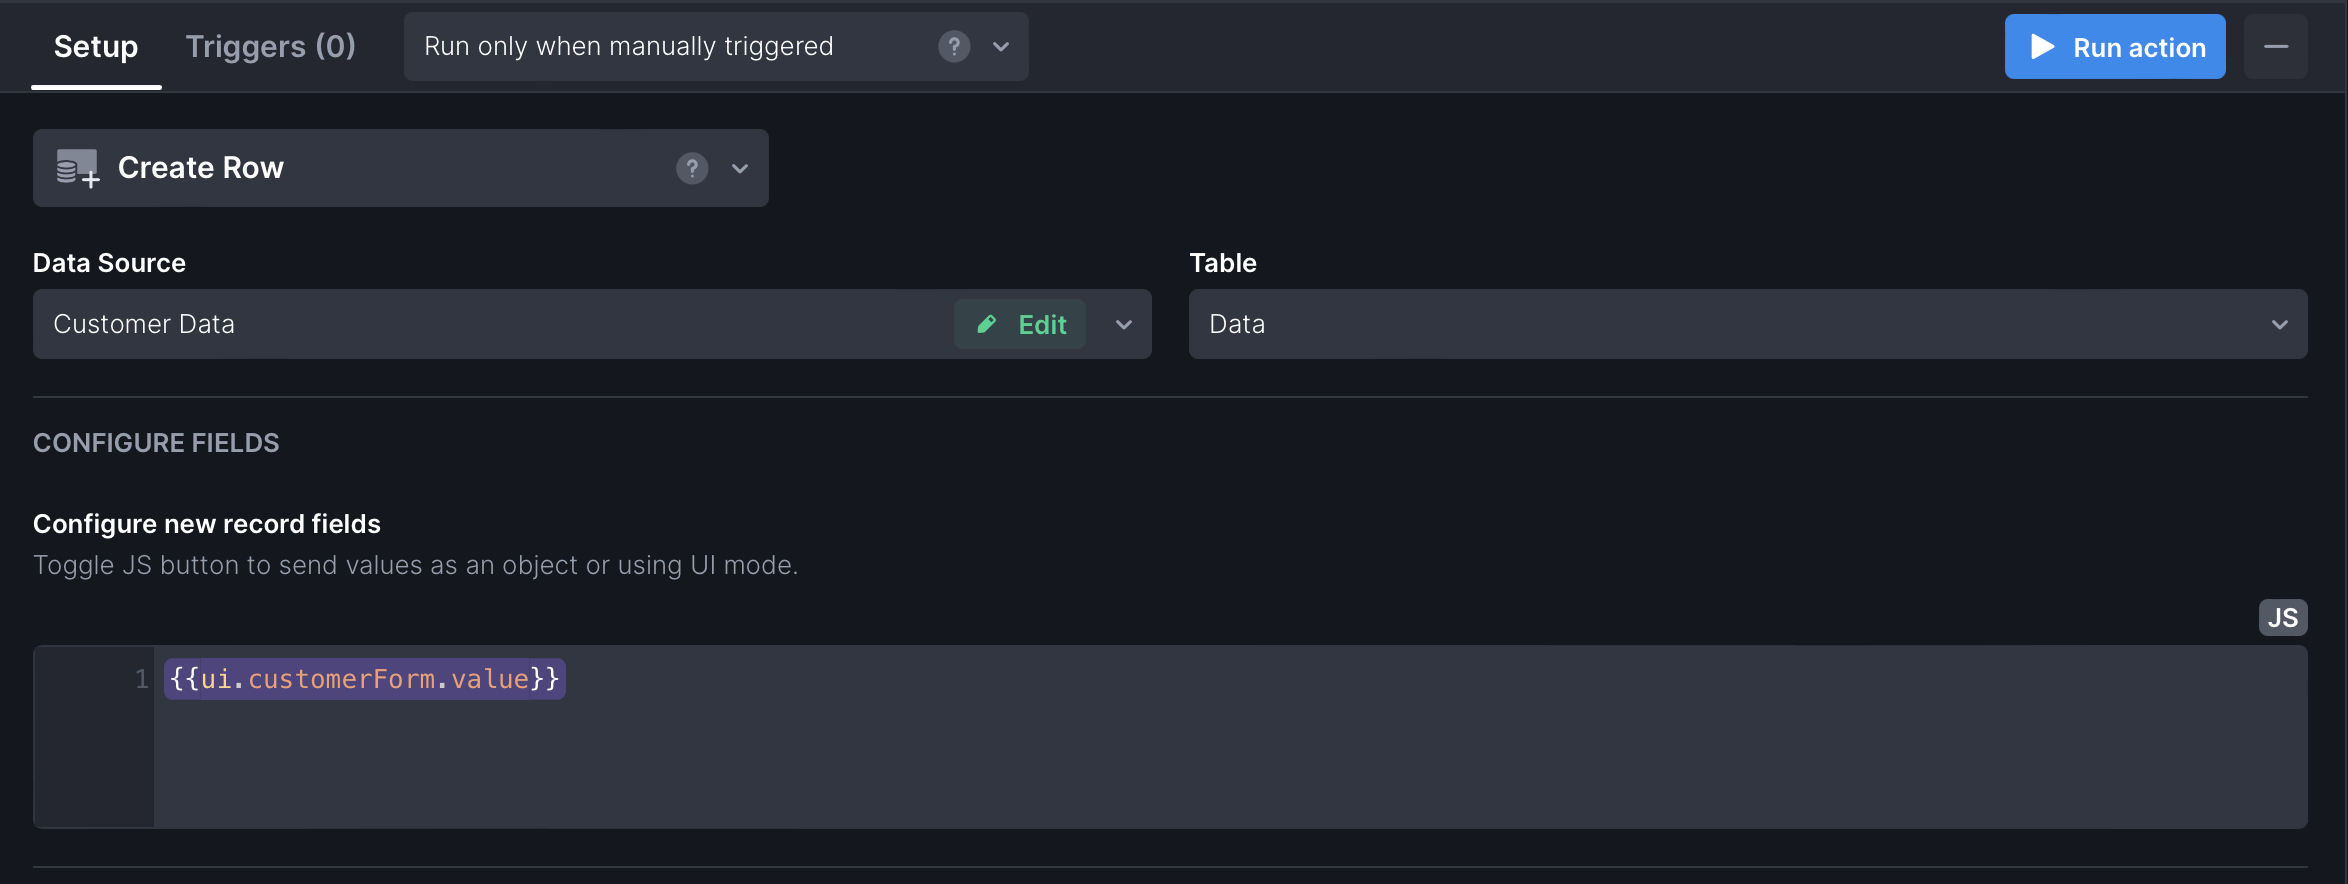 Setup
Triggers (0)
Run only when manually triggered
?
Run action
Create Row
?
Data Source
Table
Customer Data
Edit
Data
CONFIGURE FIELDS
Configure new record fields
Toggle JS button to send values as an object or using UI mode.
JS
1 {{ui.customerForm.value}}